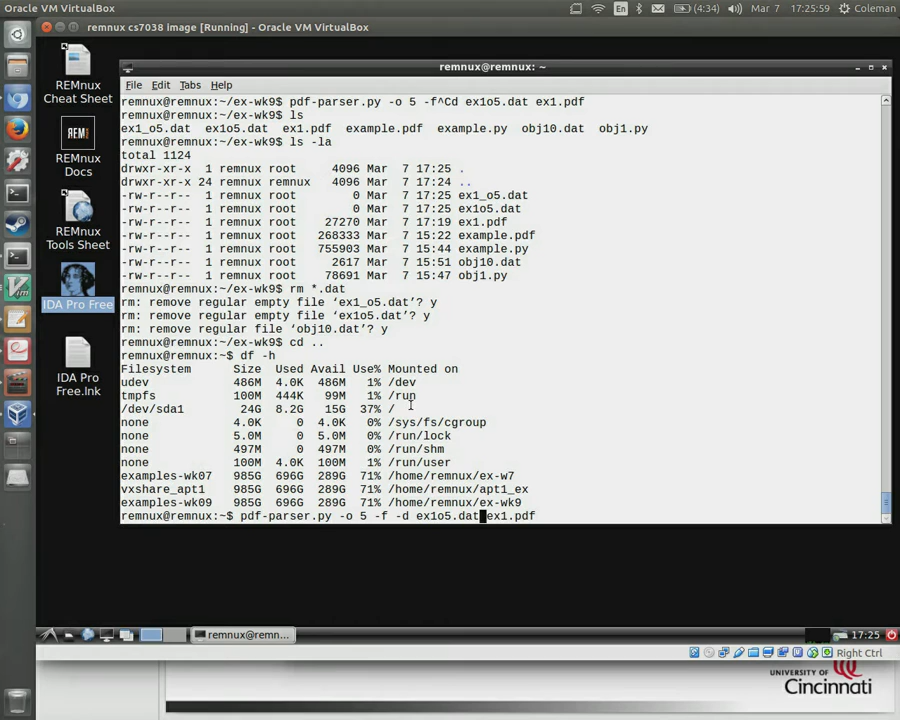 Oracle VM VirtualBox
En
(4:34)
Mar 7
17:25:59
Coleman
remnux cs7038 image [Running] - Oracle VM VirtualBox
REMnux
Cheat Sheet
REM
REMnux
Docs
REMnux
Tools Sheet
IDA Pro Free
IDA Pro
Free.lnk
remnux@remnux: ~
File Edit Tabs Help
remnux@remnux:~/ex-wk9$ pdf-parser.py -o 5 -f^Cd ex1o5.dat ex1.pdf
remnux@remnux:~/ex-wk9$ ls
ex1_o5.dat ex1o5.dat ex1.pdf example.pdf example.py obj10.dat obj1.py
remnux@remnux:~/ex-wk9$ ls -la
total 1124
drwxr-xr-x 1 remnux root 4096 Mar 7 17:25 .
drwxr-xr-x 24 remnux remnux 4096 Mar 7 17:24 ..
-rw-r--r-- 1 remnux root 0 Mar 7 17:25 ex1_o5.dat
-rw-r--r-- 1 remnux root 0 Mar 7 17:25 ex1o5.dat
-rw-r--r-- 1 remnux root 27270 Mar 7 17:19 ex1.pdf
-rw-r--r-- 1 remnux root 268333 Mar 7 15:22 example.pdf
-rw-r--r-- 1 remnux root 755903 Mar 7 15:44 example.py
-rw-r--r-- 1 remnux root 2617 Mar 7 15:51 obj10.dat
-rw-r--r-- 1 remnux root 78691 Mar 7 15:47 obj1.py
remnux@remnux:~/ex-wk9$ rm *.dat
rm: remove regular empty file ‘ex1_o5.dat’? y
rm: remove regular empty file ‘ex1o5.dat’? y
rm: remove regular file ‘obj10.dat’? y
remnux@remnux:~/ex-wk9$ cd ..
remnux@remnux:~$ df -h
Filesystem Size Used Avail Use% Mounted on
udev 486M 4.0K 486M 1% /dev
tmpfs 100M 444K 99M 1% /run
/dev/sda1 24G 8.2G 15G 37% /
none 4.0K 0 4.0K 0% /sys/fs/cgroup
none 5.0M 0 5.0M 0% /run/lock
none 497M 0 497M 0% /run/shm
none 100M 4.0K 100M 1% /run/user
examples-wk07 985G 696G 289G 71% /home/remnux/ex-w7
vxshare_apt1 985G 696G 289G 71% /home/remnux/apt1_ex
examples-wk09 985G 696G 289G 71% /home/remnux/ex-wk9
remnux@remnux:~$ pdf-parser.py -o 5 -f -d ex1o5.dat ex1.pdf
remnux@remn...
17:25
Right Ctrl
UNIVERSITY OF
Cincinnati